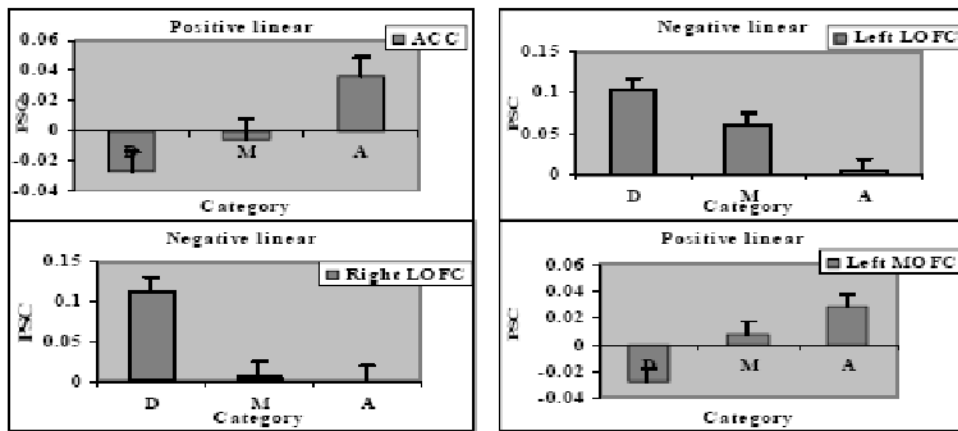 Positive linear
ACC
0.06
0.04
0.02
0
-0.02
-0.04
PSC
D
M
A
Category
Negative linear
Left LOFC
0.15
0.1
0.05
0
PSC
D
M
A
Category
Negative linear
Right LOFC
0.15
0.1
0.05
0
PSC
D
M
A
Category
Positive linear
Left MOFC
0.06
0.04
0.02
0
-0.02
-0.04
PSC
D
M
A
Category